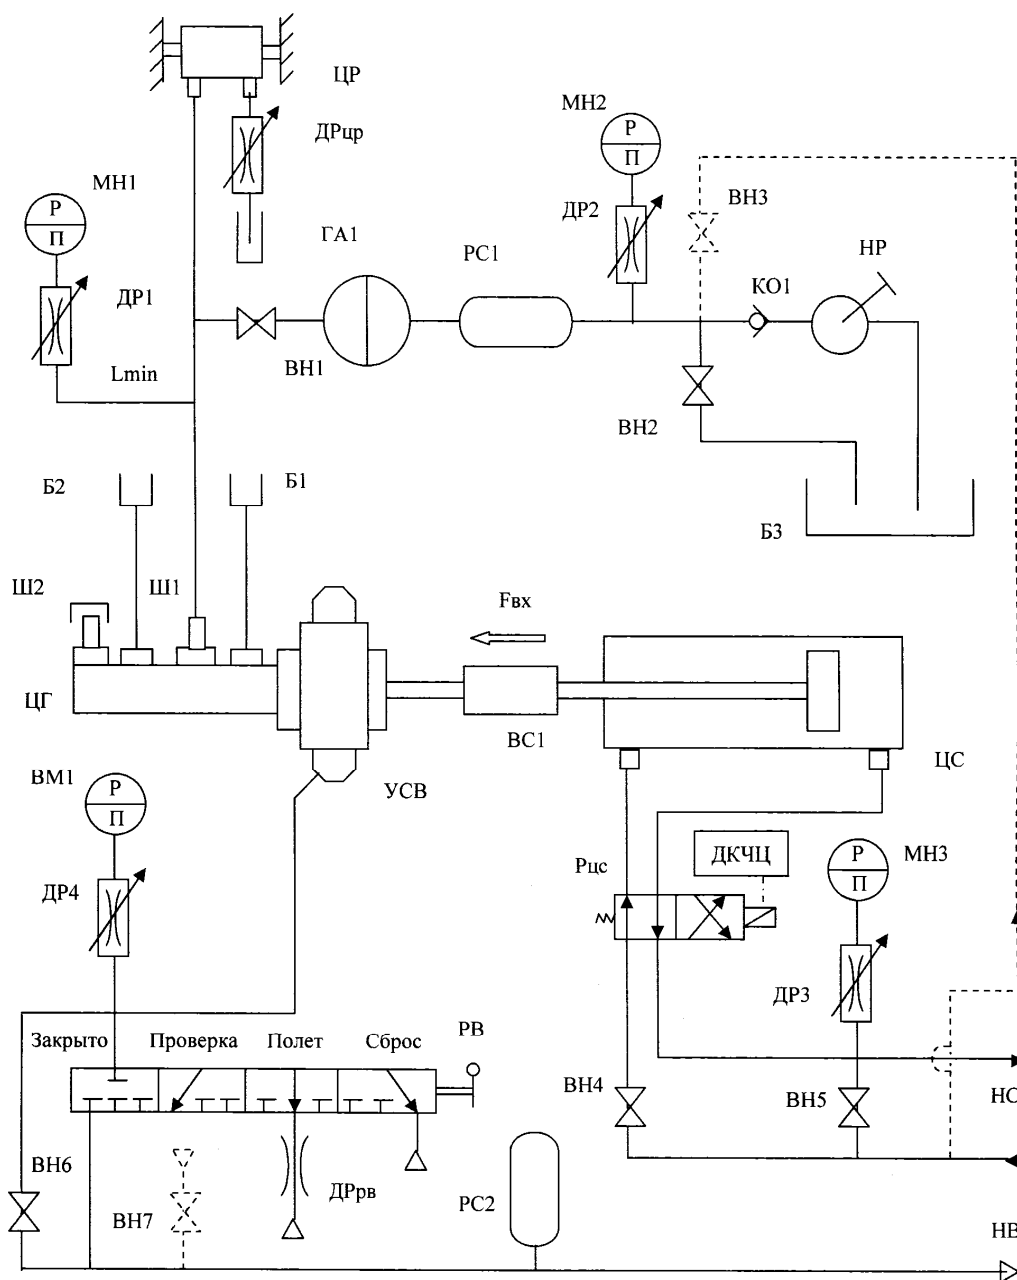 ЦР
МН2
Р
П
ДРцр
МН1
Р
П
ДР2
ВН3
ГА1
РС1
НР
ДР1
КО1
Lmin
ВН1
ВН2
Б2
Б1
Б3
Ш2
Ш1
Fвх
ЦГ
ВС1
ЦС
ВМ1
Р
П
УСВ
ДКЧЦ
МН3
Р
П
Рцс
ДР4
ДР3
Закрыто
Проверка
Полет
Сброс
РВ
ВН4
ВН5
ВН6
ВН7
ДРрв
РС2
НВ